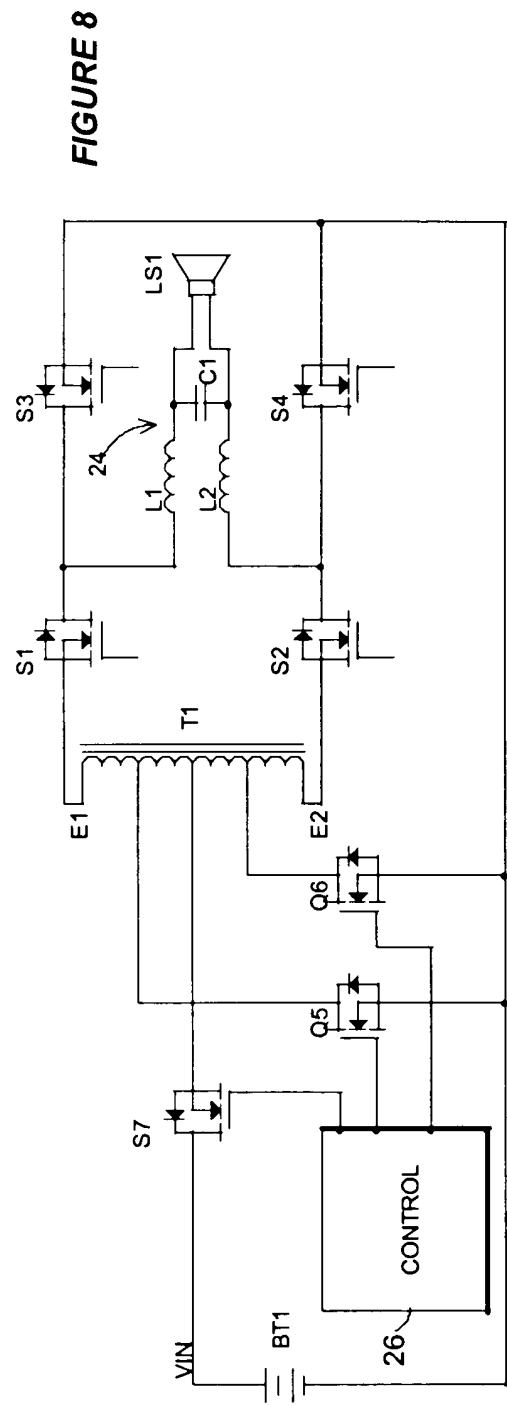 FIGURE 8
S3
LS1
24
C1
L1
L2
S4
S1
T1
S2
E1
E2
Q6
Q5
S7
VIN
BT1
CONTROL
26